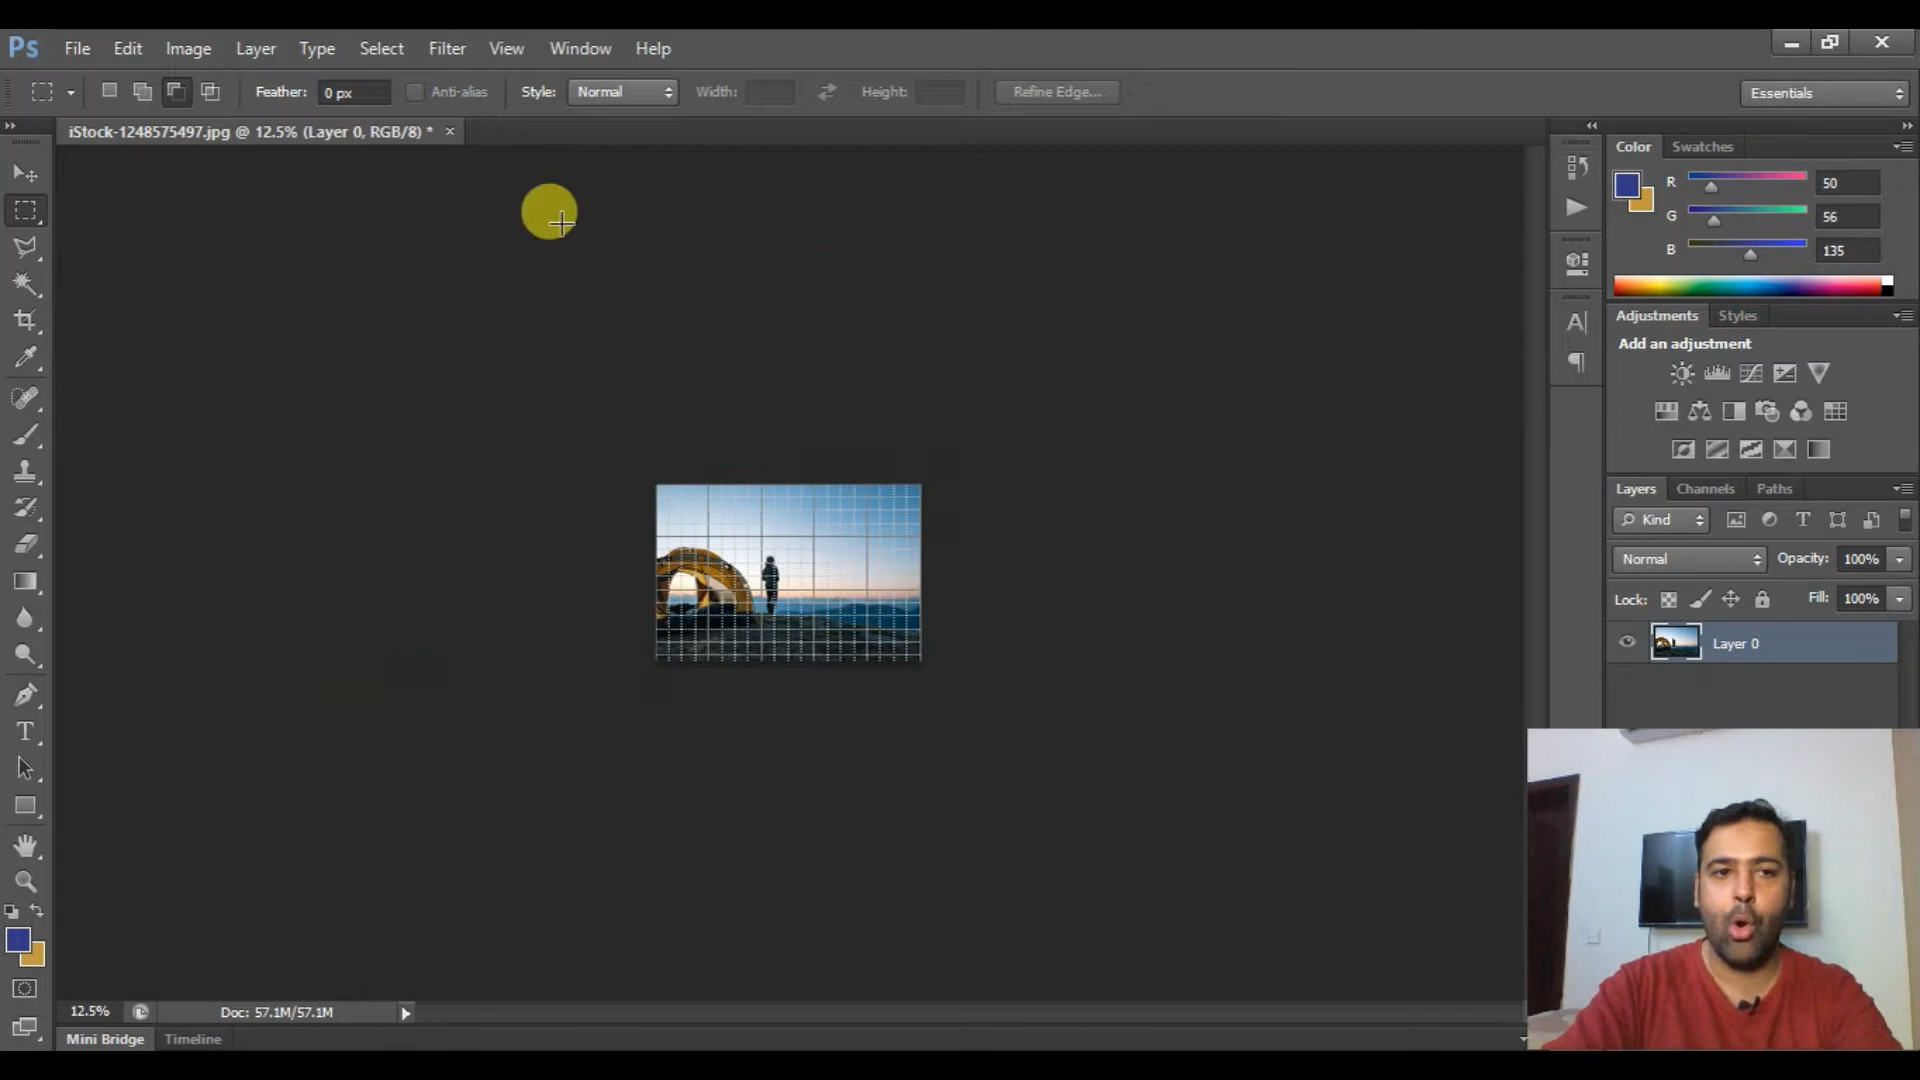 Ps File Edit Image Layer Type Select Filter View Window Help
Feather: 0 px Anti-alias Style: Normal Width: Height: Refine Edge... Essentials
iStock-1248575497.jpg @ 12.5% (Layer 0, RGB/8) * ×
Color Swatches
R 50
G 56
B 135
Adjustments Styles
Add an adjustment
Layers Channels Paths
Kind
Normal Opacity: 100%
Lock: Fill: 100%
Layer 0
12.5% Doc: 57.1M/57.1M
Mini Bridge Timeline